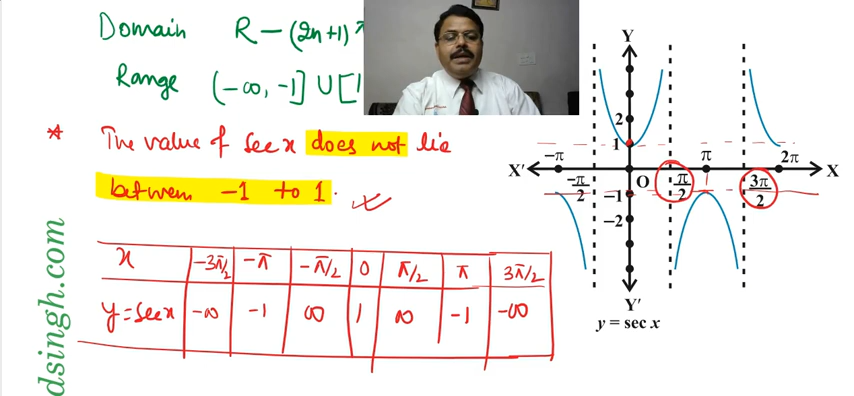 Domain R − (2n+1) π
Range (−∞, −1] ∪ [1
* The value of sec x does not lie
between −1 to 1.
x −3π/2 −π −π/2 0 π/2 π 3π/2
y = sec x −∞ −1 ∞ 1 ∞ −1 −∞
dsingh.com
Y
2
1
−π π 2π
X′ X
−π/2 O π/2 3π/2
−1
−2
Y′
y = sec x